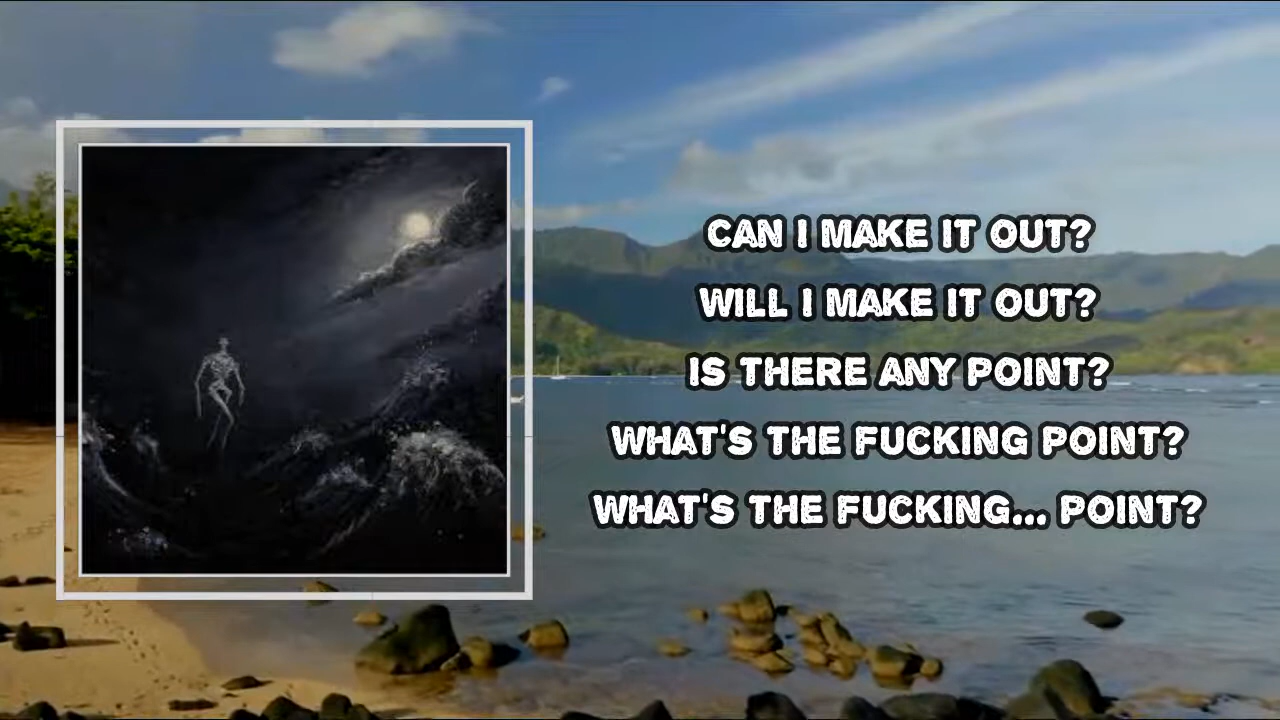 CAN I MAKE IT OUT?
WILL I MAKE IT OUT?
IS THERE ANY POINT?
WHAT'S THE FUCKING POINT?
WHAT'S THE FUCKING... POINT?